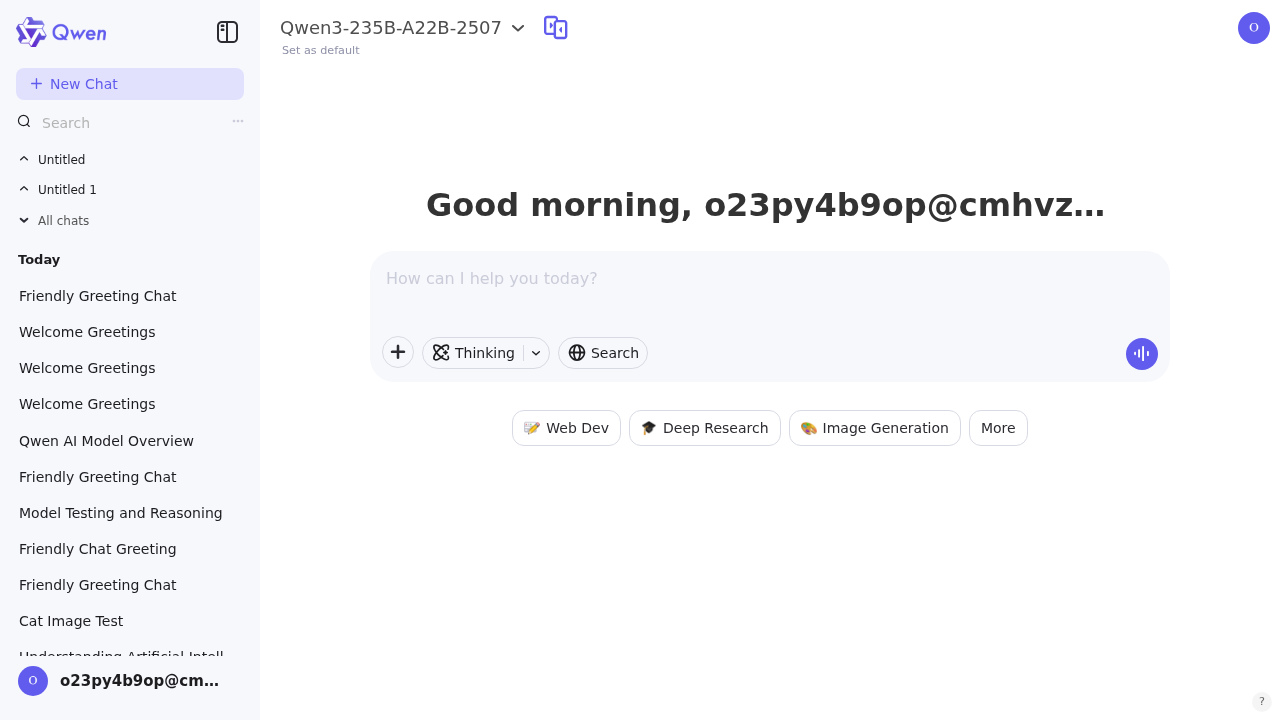 Qwen
New Chat
Search
Untitled
Untitled 1
All chats
Today
Friendly Greeting Chat
Welcome Greetings
Welcome Greetings
Welcome Greetings
Qwen AI Model Overview
Friendly Greeting Chat
Model Testing and Reasoning
Friendly Chat Greeting
Friendly Greeting Chat
Cat Image Test
Understanding Artificial Intell
O o23py4b9op@cm...
Qwen3-235B-A22B-2507
Set as default
O
Good morning, o23py4b9op@cmhvz...
How can I help you today?
Thinking
Search
Web Dev
Deep Research
Image Generation
More
?